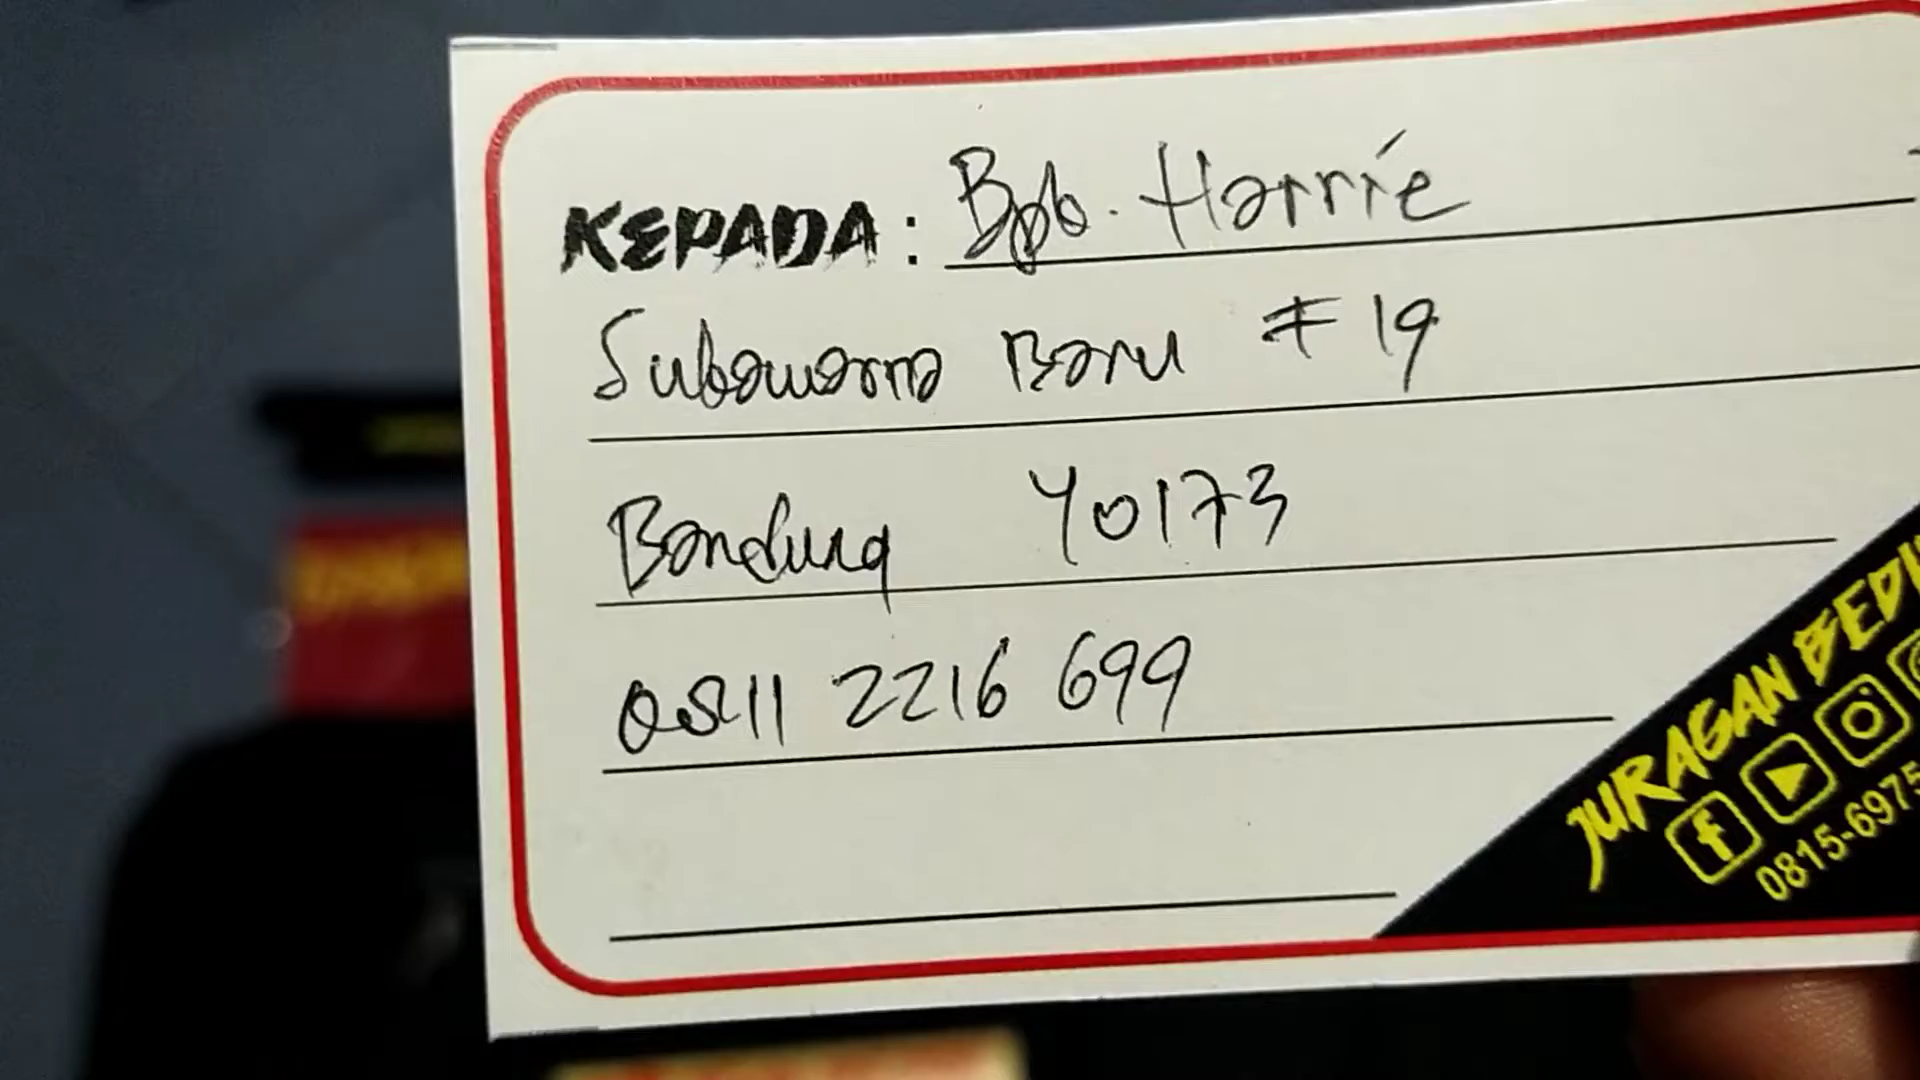 KEPADA: Bpk. Harrie
Sukawarna Baru # 19
Bandung 40173
0811 2216 699
JURAGAN BEDI
0815-6975